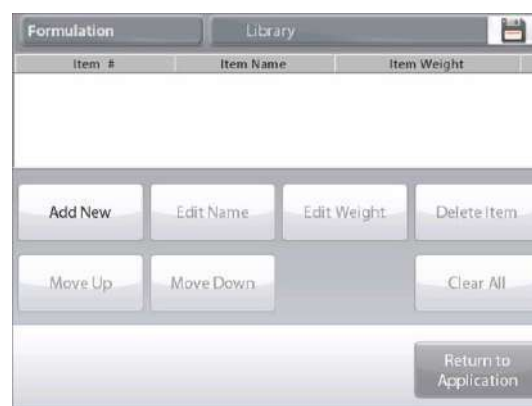 Formulation Library
Item # Item Name Item Weight
Add New Edit Name Edit Weight Delete Item
Move Up Move Down Clear All
Return to
Application